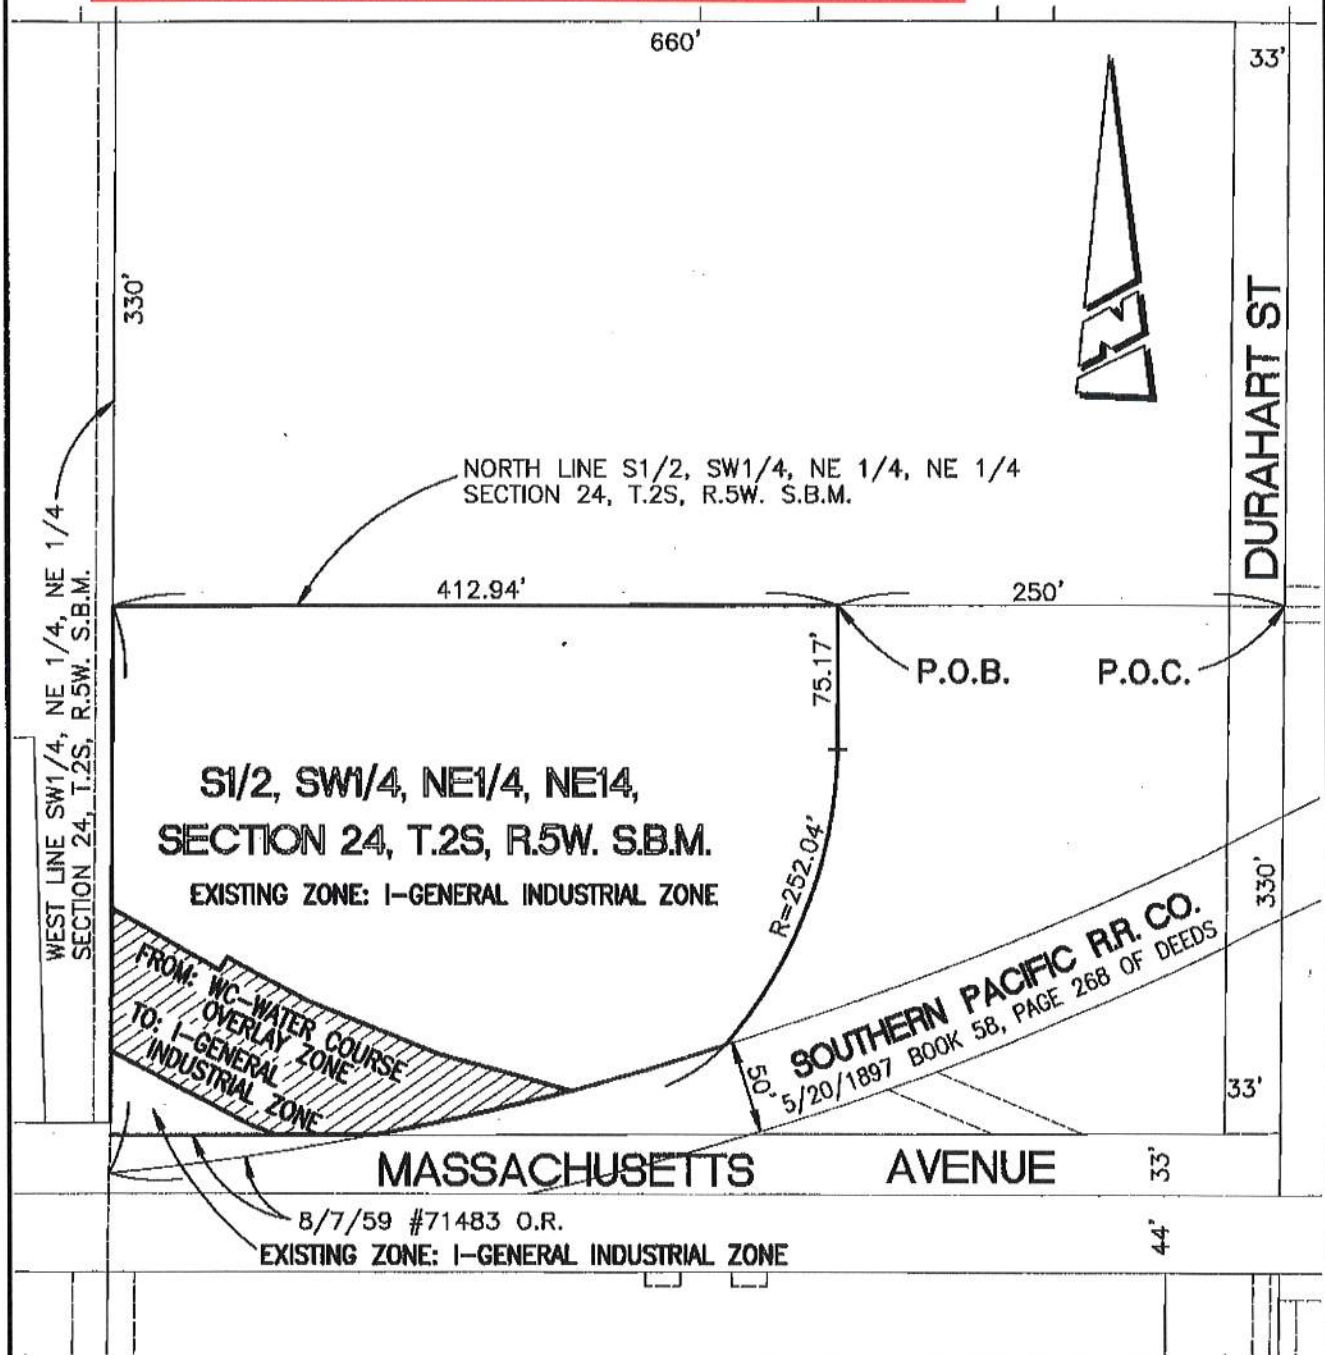 660'
33'
330'
N
DURAHART ST
NORTH LINE S1/2, SW1/4, NE 1/4, NE 1/4
SECTION 24, T.2S, R.5W. S.B.M.
WEST LINE SW1/4, NE 1/4, NE 1/4
SECTION 24, T.2S, R.5W. S.B.M.
412.94'
250'
75.17'
P.O.B.
P.O.C.
S1/2, SW1/4, NE1/4, NE14,
SECTION 24, T.2S, R.5W. S.B.M.
EXISTING ZONE: I-GENERAL INDUSTRIAL ZONE
R=252.04'
330'
SOUTHERN PACIFIC R.R. CO.
5/20/1897 BOOK 58, PAGE 268 OF DEEDS
FROM: WC-WATER COURSE
OVERLAY ZONE
TO: I-GENERAL
INDUSTRIAL ZONE
50'
33'
MASSACHUSETTS AVENUE
33'
8/7/59 #71483 O.R.
EXISTING ZONE: I-GENERAL INDUSTRIAL ZONE
44'